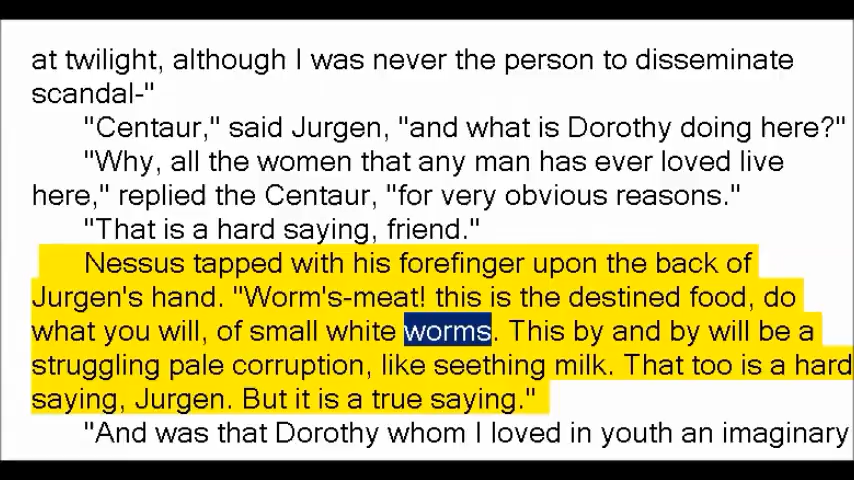 at twilight, although I was never the person to disseminate
scandal-"
"Centaur," said Jurgen, "and what is Dorothy doing here?"
"Why, all the women that any man has ever loved live
here," replied the Centaur, "for very obvious reasons."
"That is a hard saying, friend."
Nessus tapped with his forefinger upon the back of
Jurgen's hand. "Worm's-meat! this is the destined food, do
what you will, of small white worms. This by and by will be a
struggling pale corruption, like seething milk. That too is a hard
saying, Jurgen. But it is a true saying."
"And was that Dorothy whom I loved in youth an imaginary